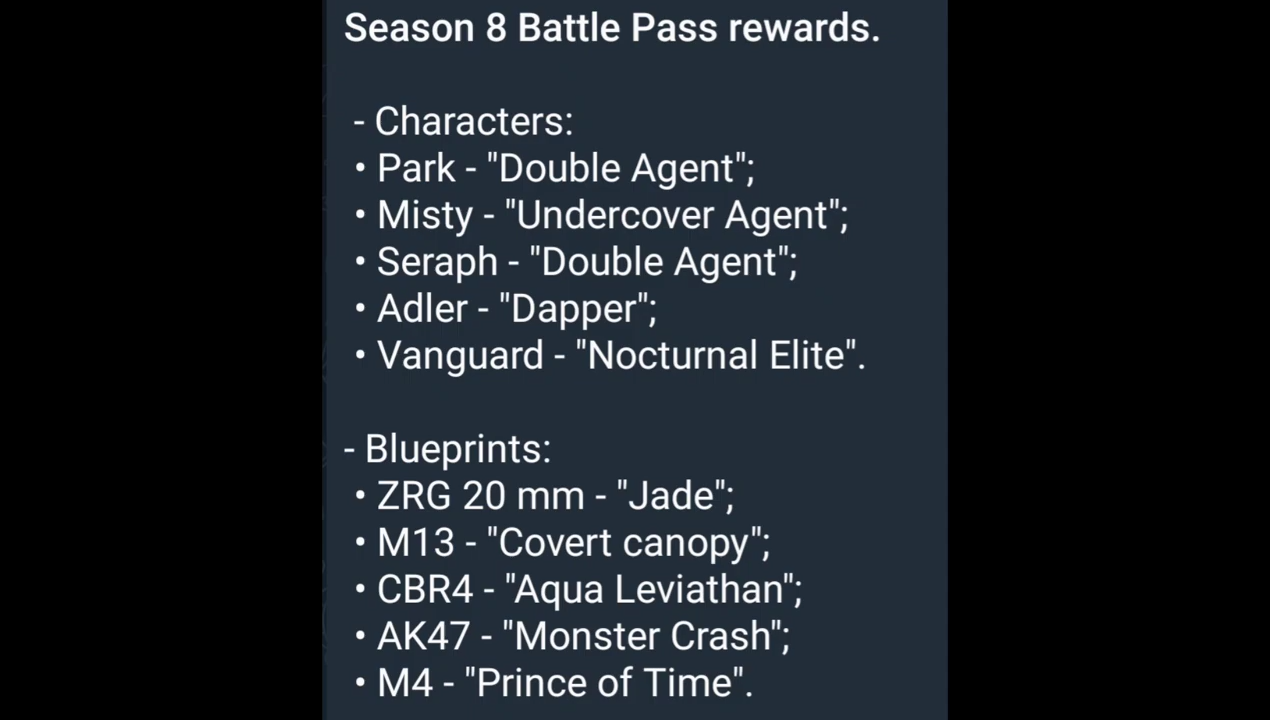 Season 8 Battle Pass rewards.
- Characters:
• Park - "Double Agent";
• Misty - "Undercover Agent";
• Seraph - "Double Agent";
• Adler - "Dapper";
• Vanguard - "Nocturnal Elite".
- Blueprints:
• ZRG 20 mm - "Jade";
• M13 - "Covert canopy";
• CBR4 - "Aqua Leviathan";
• AK47 - "Monster Crash";
• M4 - "Prince of Time".